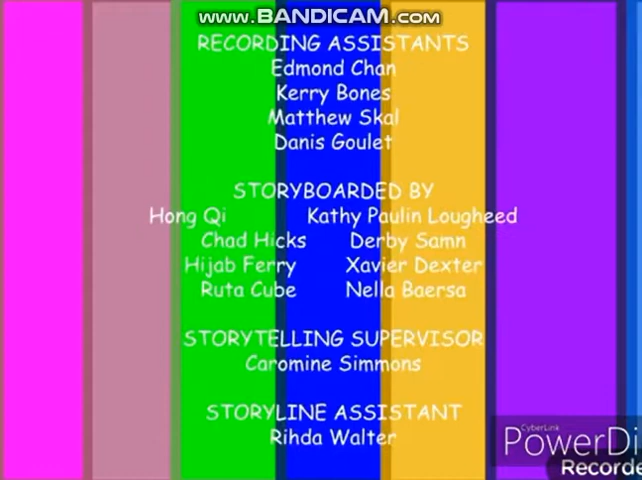 www.BANDICAM.com
RECORDING ASSISTANTS
Edmond Chan
Kerry Bones
Matthew Skal
Danis Goulet
STORYBOARDED BY
Hong Qi Kathy Paulin Lougheed
Chad Hicks Derby Samn
Hijab Ferry Xavier Dexter
Ruta Cube Nella Baersa
STORYTELLING SUPERVISOR
Caromine Simmons
STORYLINE ASSISTANT
Rihda Walter
CyberLink
PowerDi
Recorde